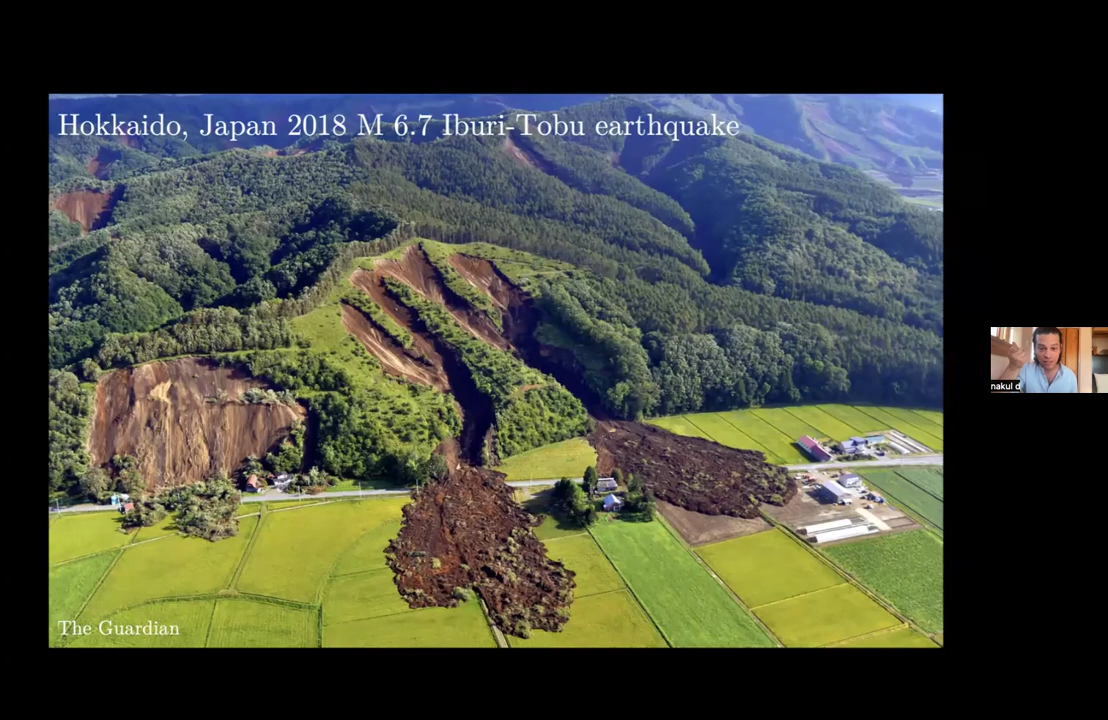 Hokkaido, Japan 2018 M 6.7 Iburi-Tobu earthquake
nakul d
The Guardian